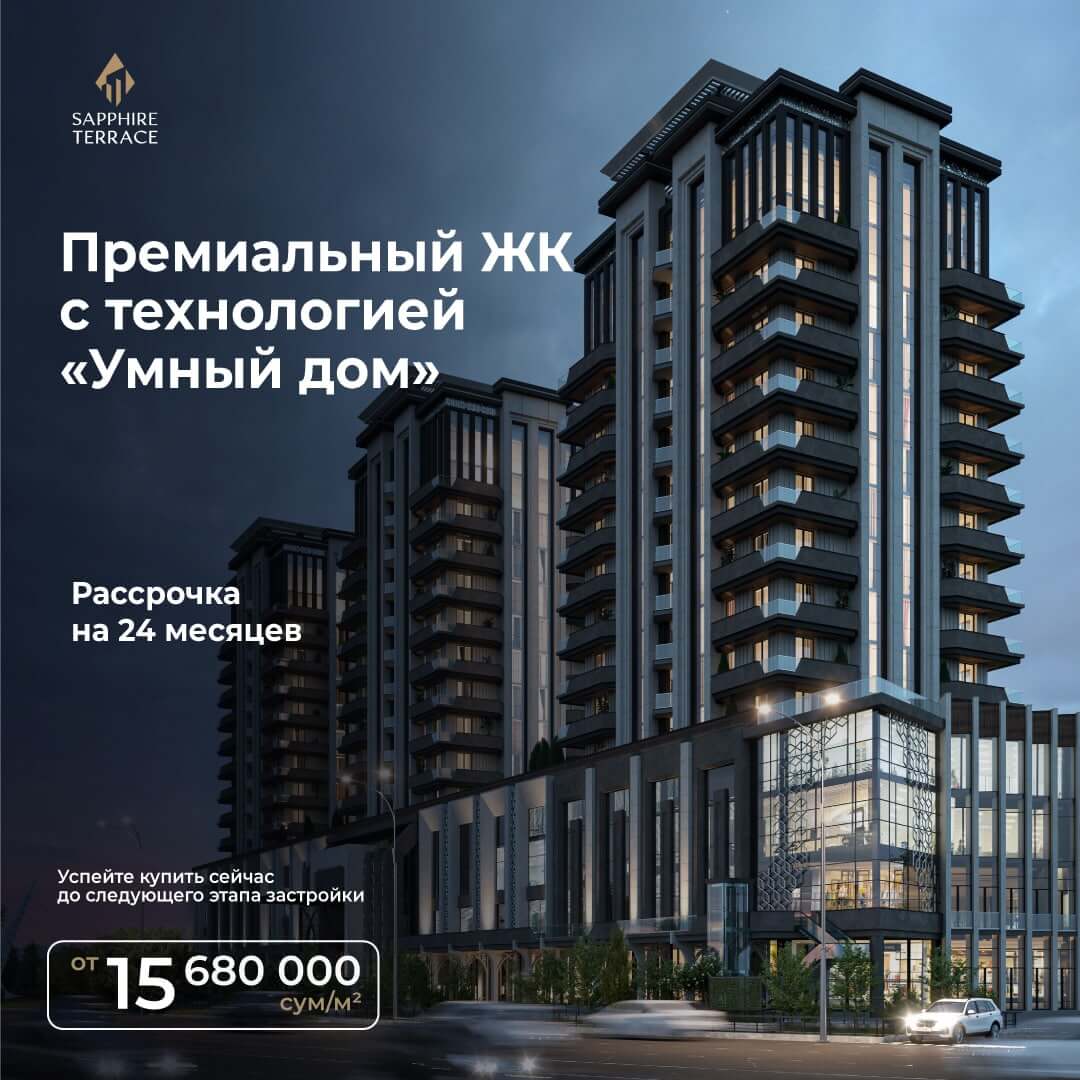 SAPPHIRE
TERRACE
Премиальный ЖК
с технологией
«Умный дом»
Рассрочка
на 24 месяцев
Успейте купить сейчас
до следующего этапа застройки
от 15 680 000
сум/м²